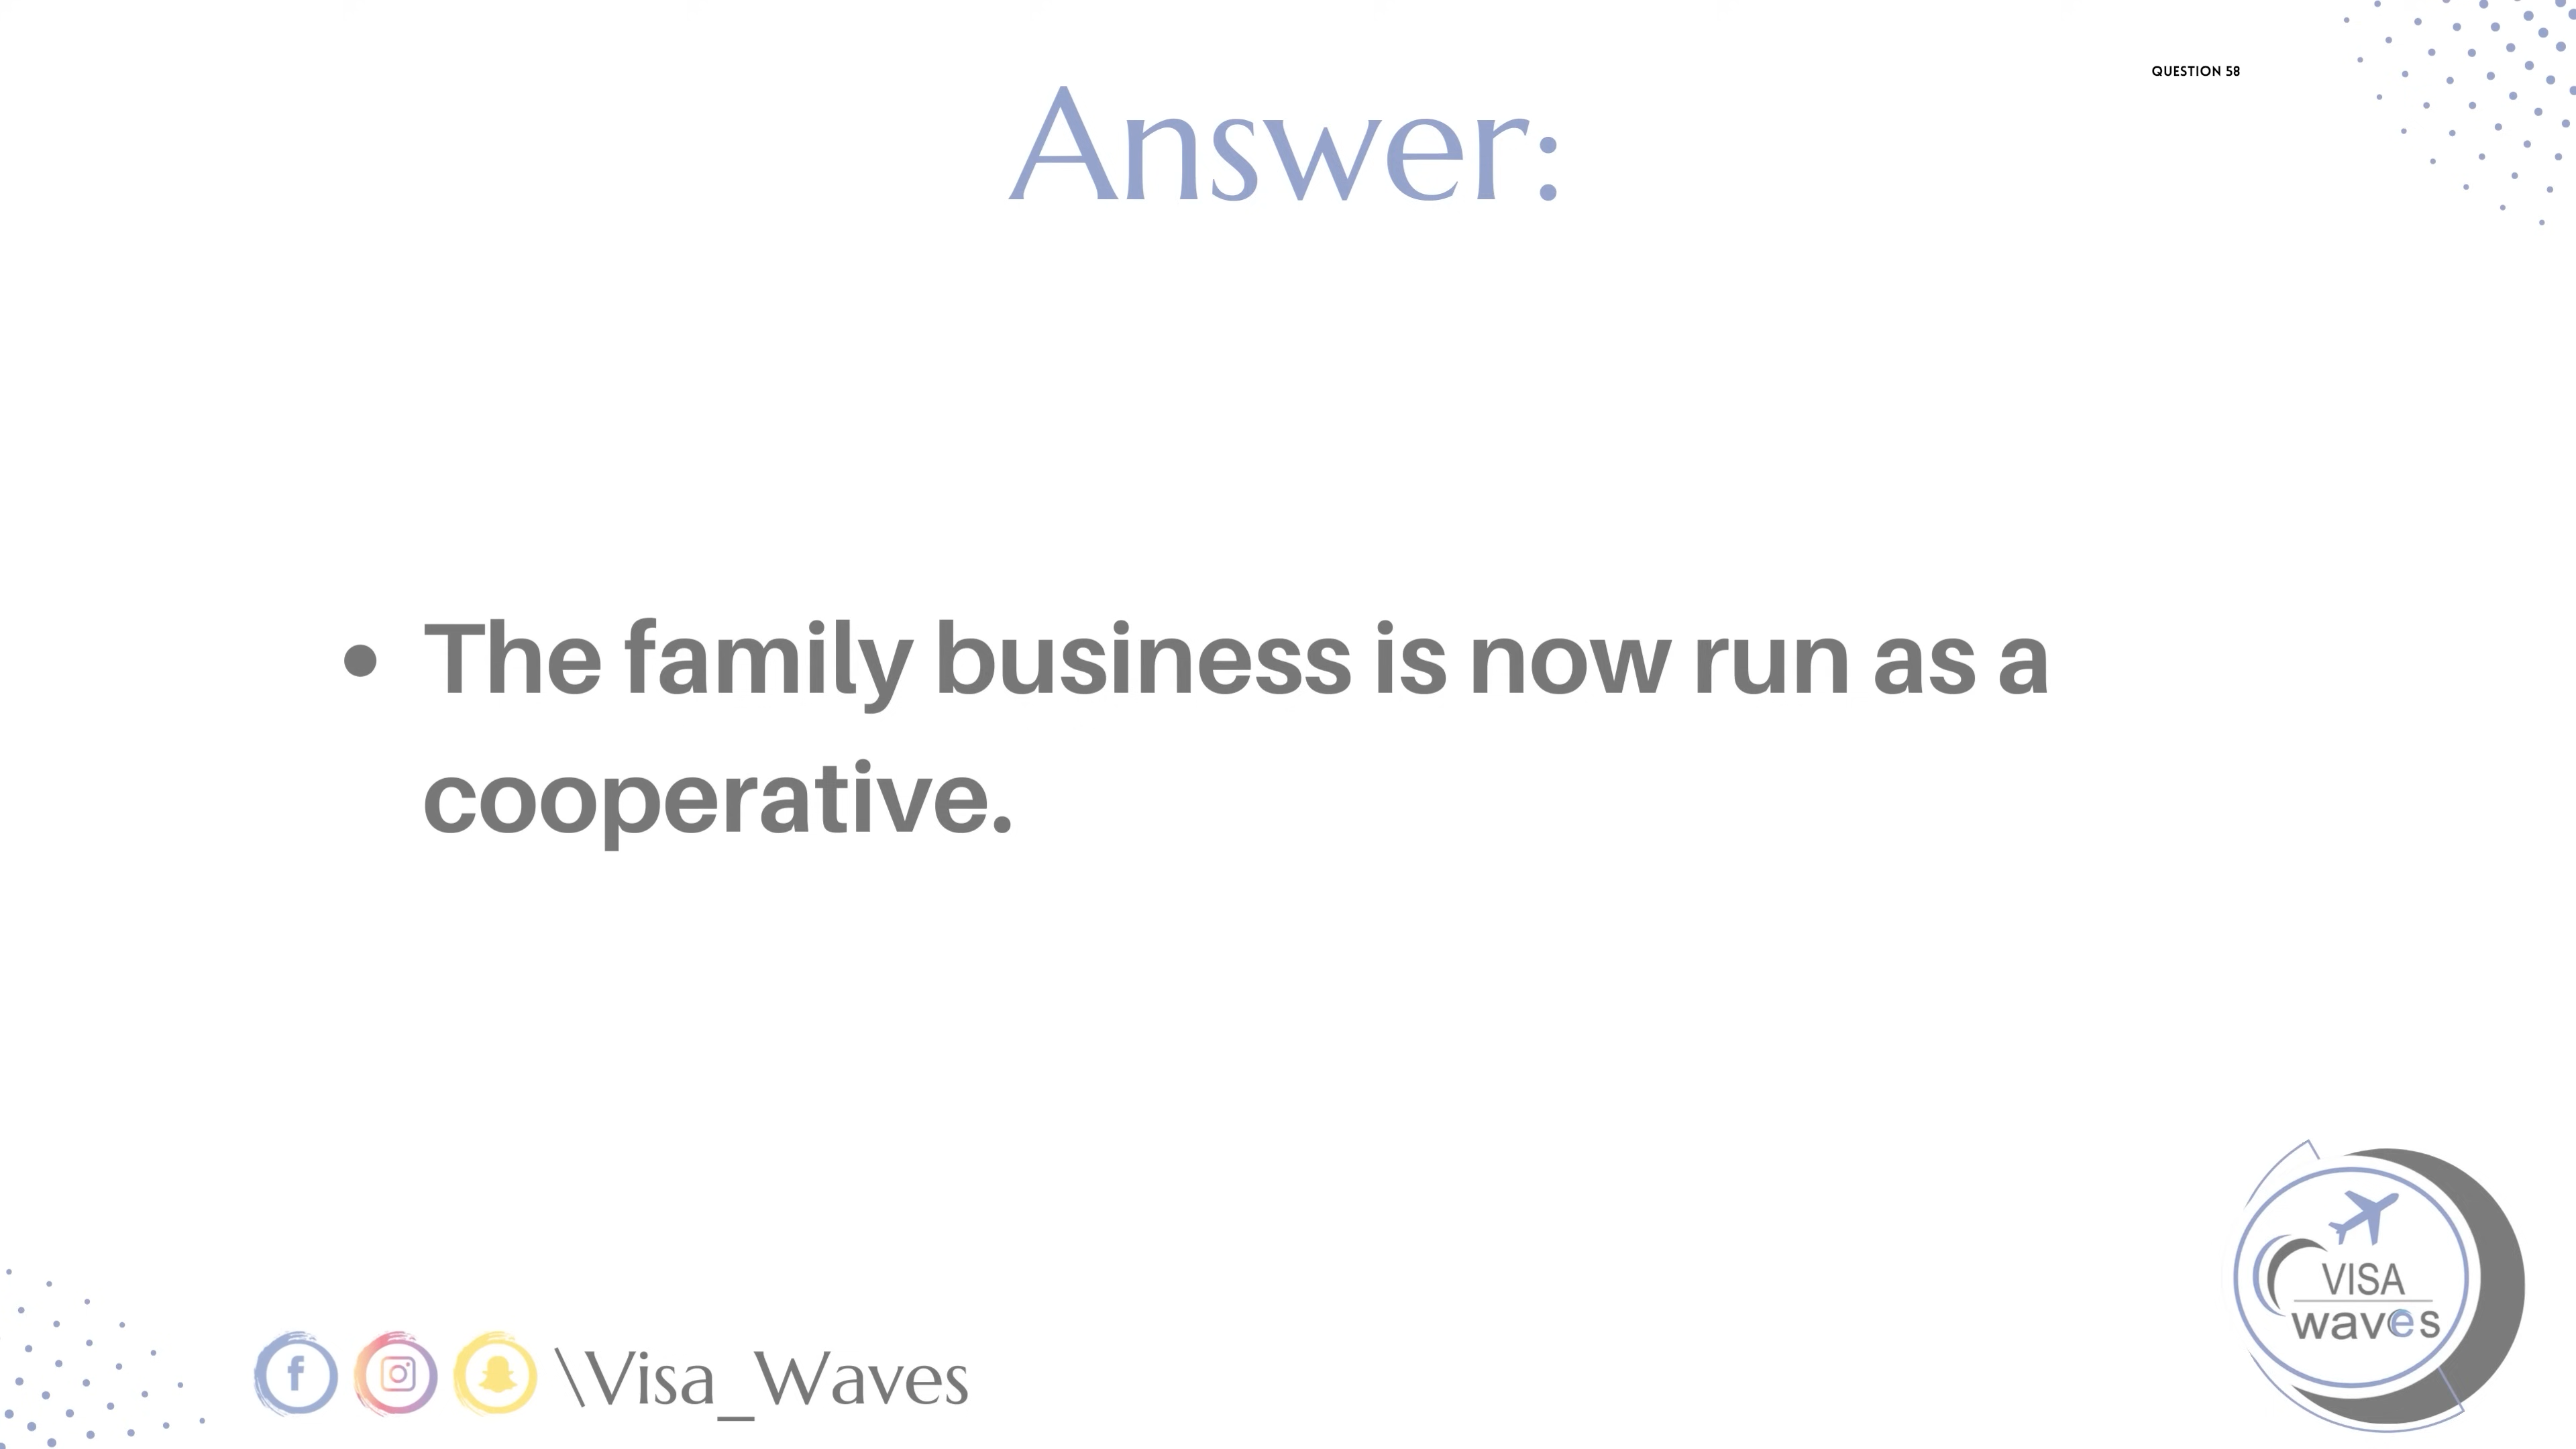 QUESTION 58
Answer:
• The family business is now run as a
cooperative.
VISA
waves
\Visa_Waves